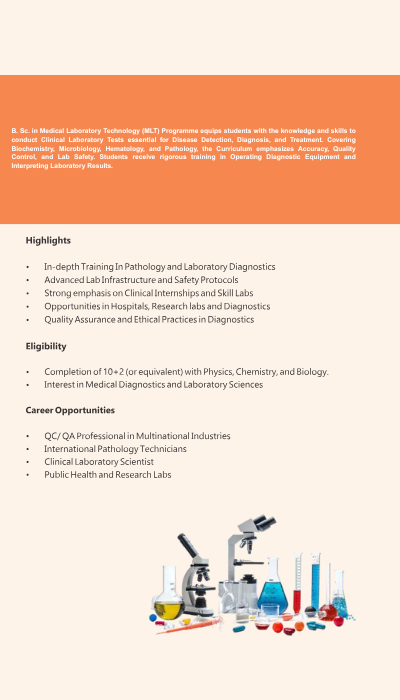 B. Sc. in Medical Laboratory Technology (MLT) Programme equips students with the knowledge and skills to
conduct Clinical Laboratory Tests essential for Disease Detection, Diagnosis, and Treatment. Covering
Biochemistry, Microbiology, Hematology, and Pathology, the Curriculum emphasizes Accuracy, Quality
Control, and Lab Safety. Students receive rigorous training in Operating Diagnostic Equipment and
Interpreting Laboratory Results.
Highlights
• In-depth Training In Pathology and Laboratory Diagnostics
• Advanced Lab Infrastructure and Safety Protocols
• Strong emphasis on Clinical Internships and Skill Labs
• Opportunities in Hospitals, Research labs and Diagnostics
• Quality Assurance and Ethical Practices in Diagnostics
Eligibility
• Completion of 10+2 (or equivalent) with Physics, Chemistry, and Biology.
• Interest in Medical Diagnostics and Laboratory Sciences
Career Opportunities
• QC/ QA Professional in Multinational Industries
• International Pathology Technicians
• Clinical Laboratory Scientist
• Public Health and Research Labs